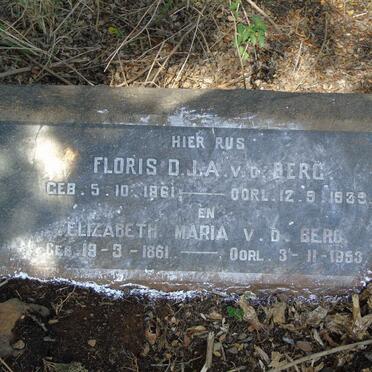 HIER RUS
FLORIS D.J.A. v.d. BERG
GEB. 5.10.1861 — OORL. 12.9.1939
EN
ELIZABETH MARIA V. D. BERG
GEB. 19-3-1861 — OORL. 3-11-1953